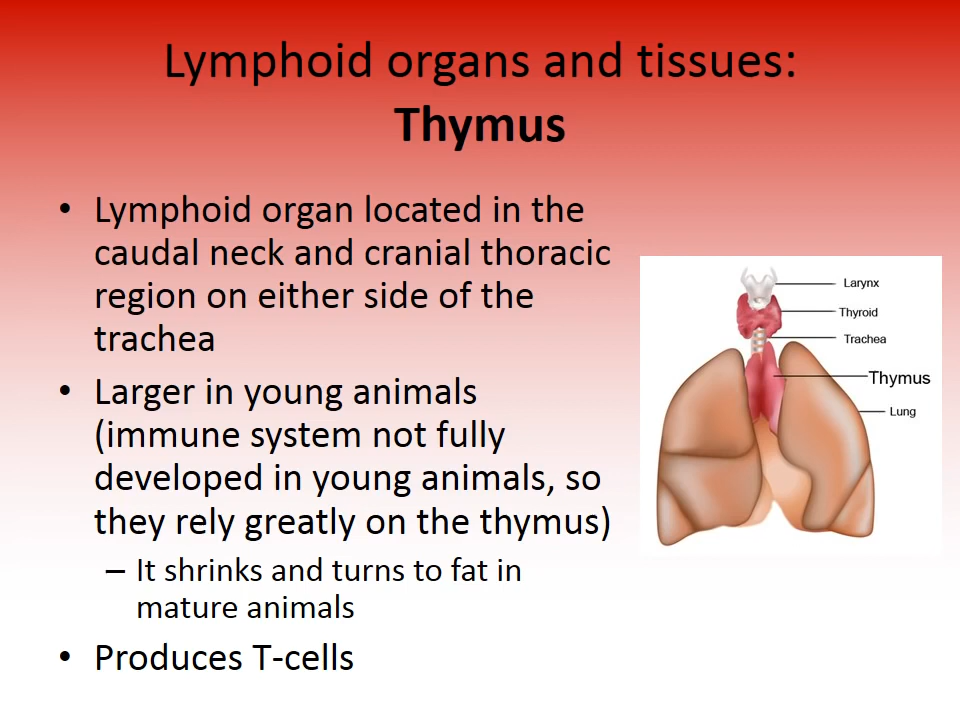 Lymphoid organs and tissues:
Thymus
• Lymphoid organ located in the
caudal neck and cranial thoracic
region on either side of the
trachea
• Larger in young animals
(immune system not fully
developed in young animals, so
they rely greatly on the thymus)
– It shrinks and turns to fat in
mature animals
• Produces T-cells
Larynx
Thyroid
Trachea
Thymus
Lung